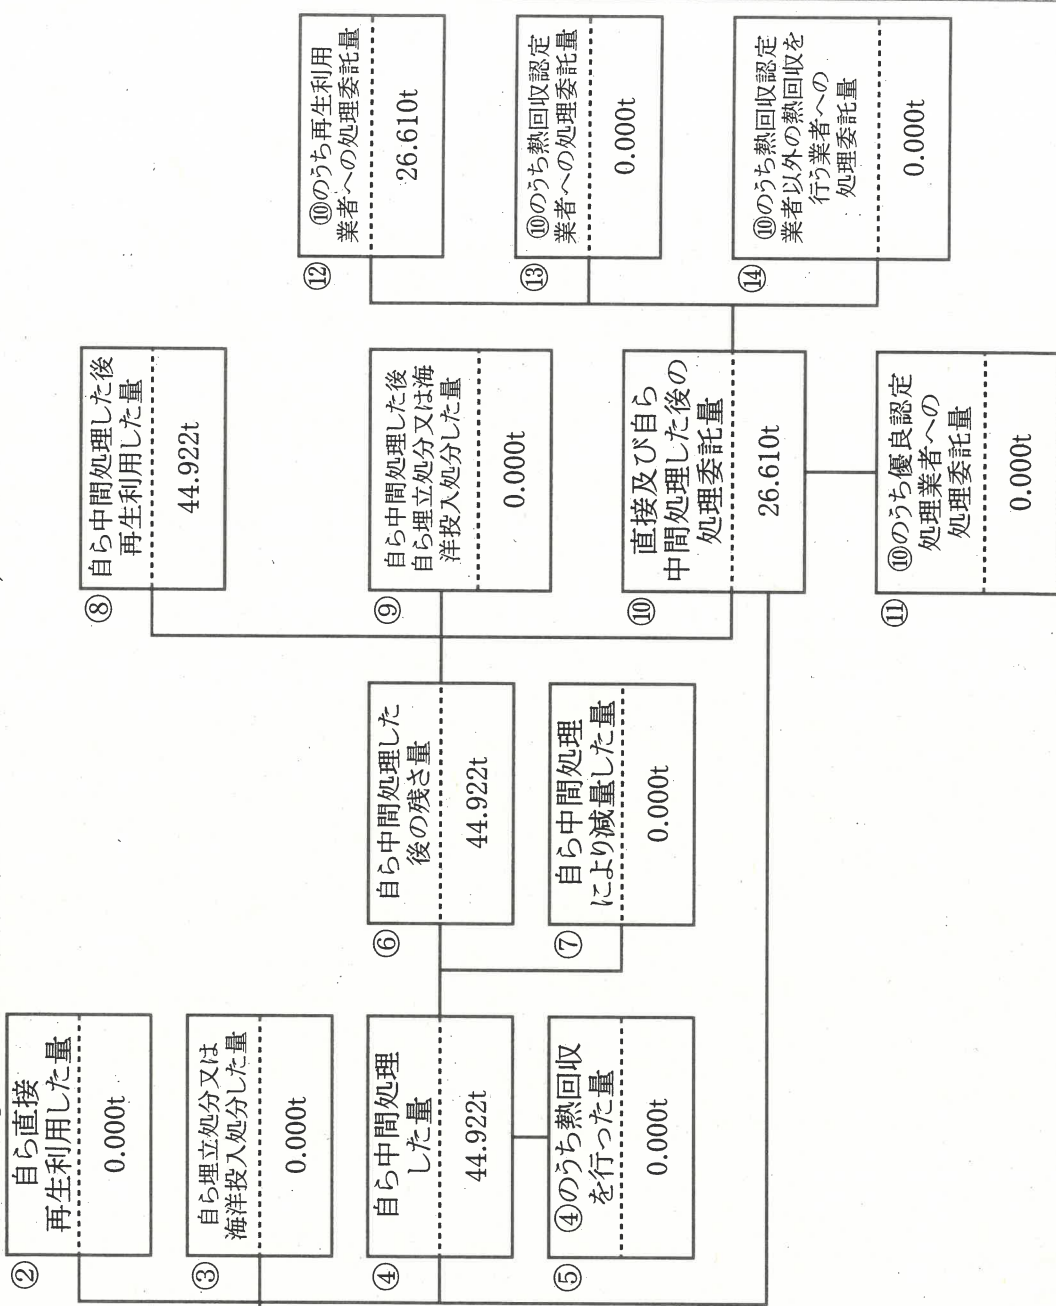 ②
自ら直接
再生利用した量
0.000t
③
自ら埋立処分又は
海洋投入処分した量
0.000t
④
自ら中間処理
した量
44.922t
⑤
④のうち熱回収
を行った量
0.000t
⑥
自ら中間処理した
後の残さ量
44.922t
⑦
自ら中間処理
により減量した量
0.000t
⑧
自ら中間処理した後
再生利用した量
44.922t
⑨
自ら中間処理した後
自ら埋立処分又は海
洋投入処分した量
0.000t
⑩
直接及び自ら
中間処理した後の
処理委託量
26.610t
⑪
⑩のうち優良認定
処理業者への
処理委託量
0.000t
⑫
⑩のうち再生利用
業者への処理委託量
26.610t
⑬
⑩のうち熱回収認定
業者への処理委託量
0.000t
⑭
⑩のうち熱回収認定
業者以外の熱回収を
行う業者への
処理委託量
0.000t